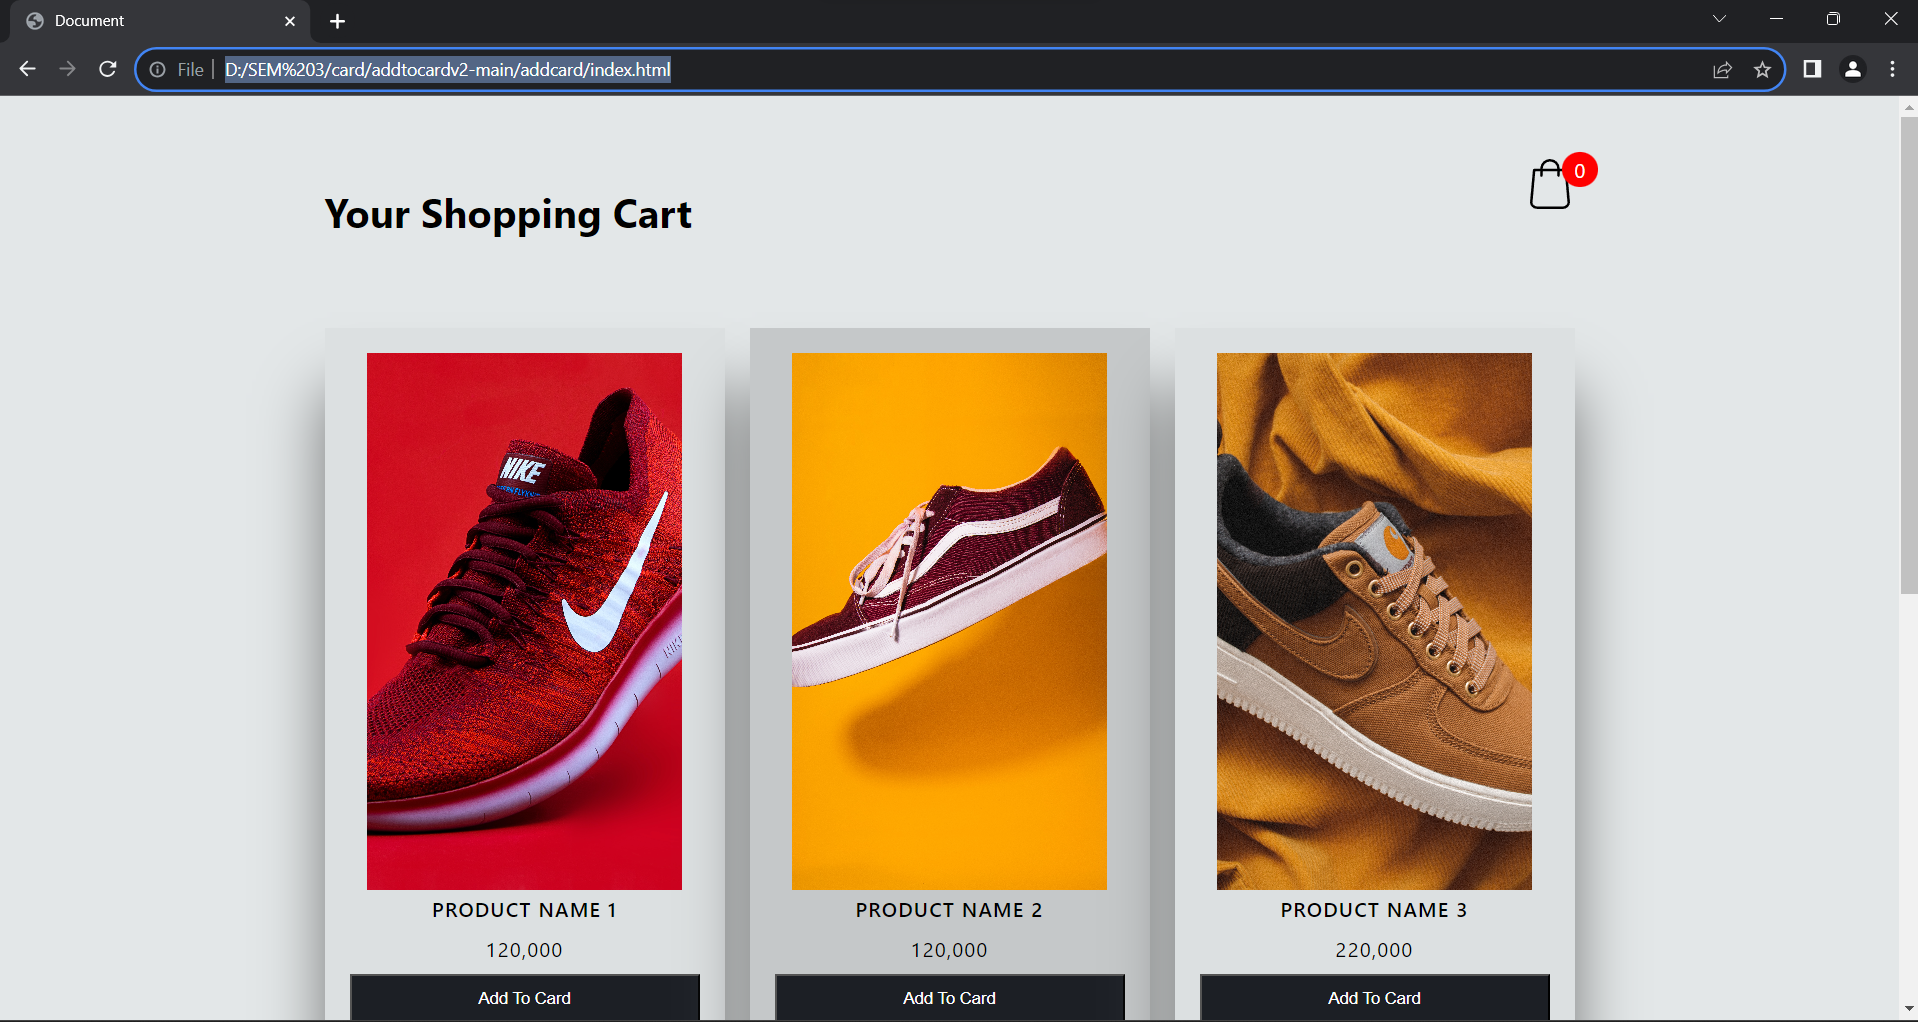 Document
File
D:/SEM%203/card/addtocardv2-main/addcard/index.html
0
Your Shopping Cart
NIKE
PRODUCT NAME 1
120,000
Add To Card
PRODUCT NAME 2
120,000
Add To Card
PRODUCT NAME 3
220,000
Add To Card